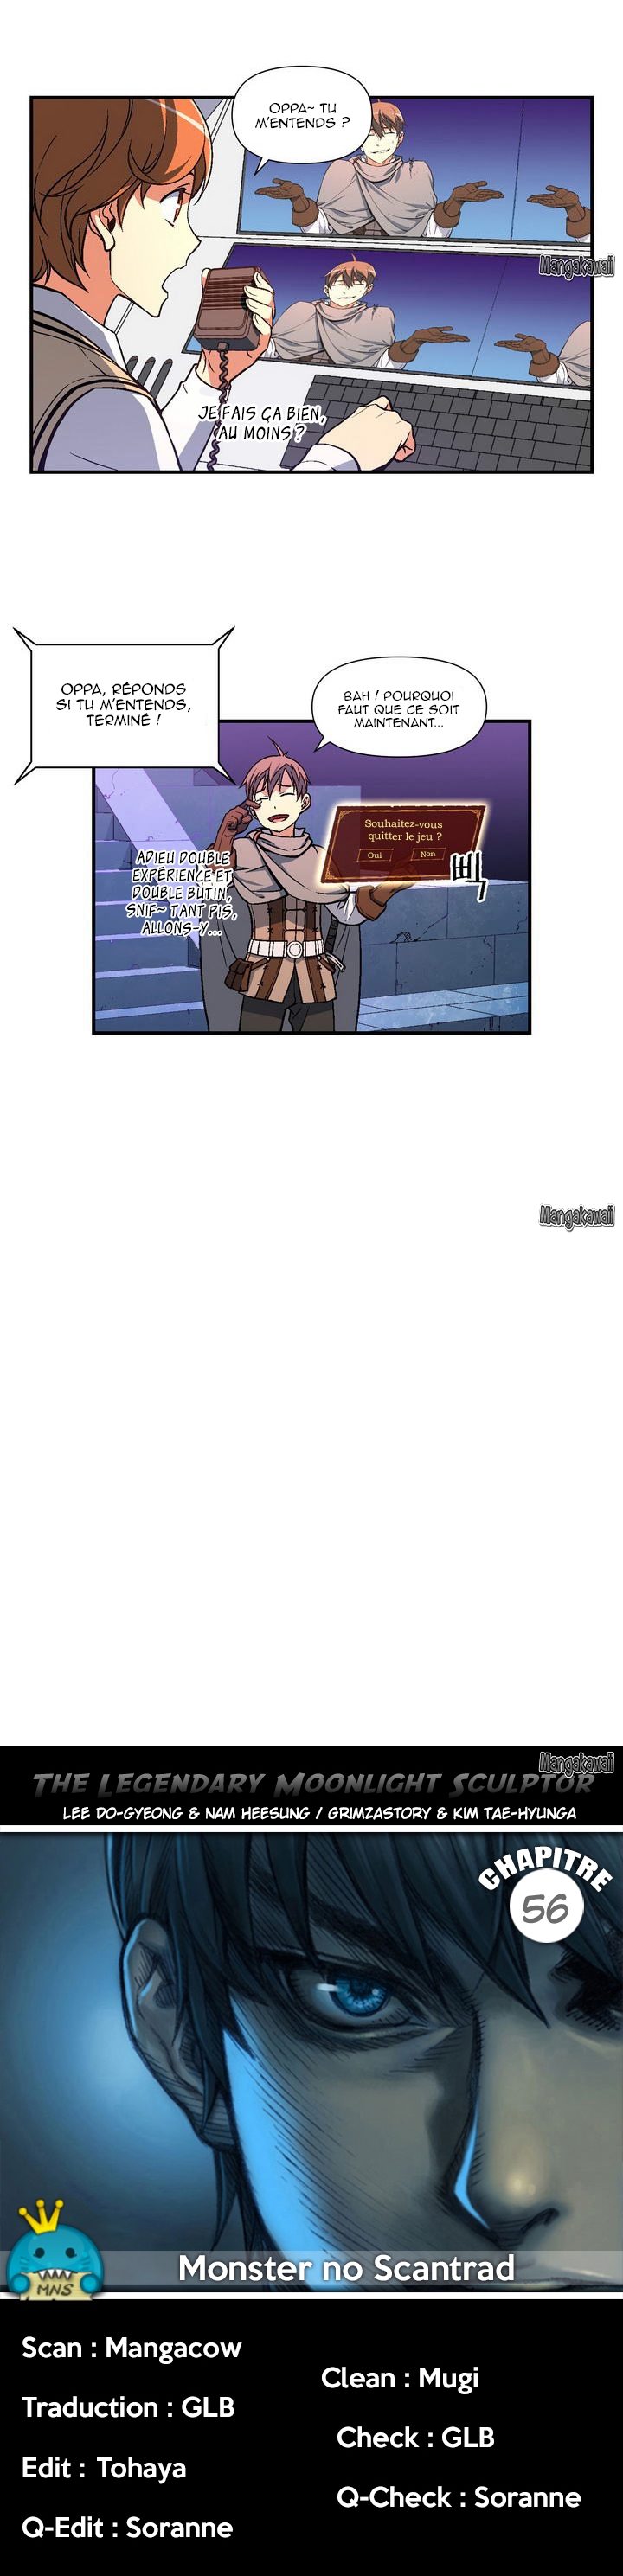 OPPA~ TU
M'ENTENDS ?
Mangakawaii
JE FAIS ÇA BIEN,
AU MOINS ?
OPPA, RÉPONDS
SI TU M'ENTENDS,
TERMINÉ !
BAH ! POURQUOI
FAUT QUE CE SOIT
MAINTENANT...
Souhaitez-vous
quitter le jeu ?
Oui Non
삑
ADIEU DOUBLE
EXPÉRIENCE ET
DOUBLE BUTIN,
SNIF~ TANT PIS,
ALLONS-Y...
Mangakawaii
Mangakawaii
THE LEGENDARY MOONLIGHT SCULPTOR
LEE DO-GYEONG & NAM HEESUNG / GRIMZASTORY & KIM TAE-HYUNGA
CHAPITRE
56
MNS
Monster no Scantrad
Scan : Mangacow
Clean : Mugi
Traduction : GLB
Check : GLB
Edit : Tohaya
Q-Check : Soranne
Q-Edit : Soranne